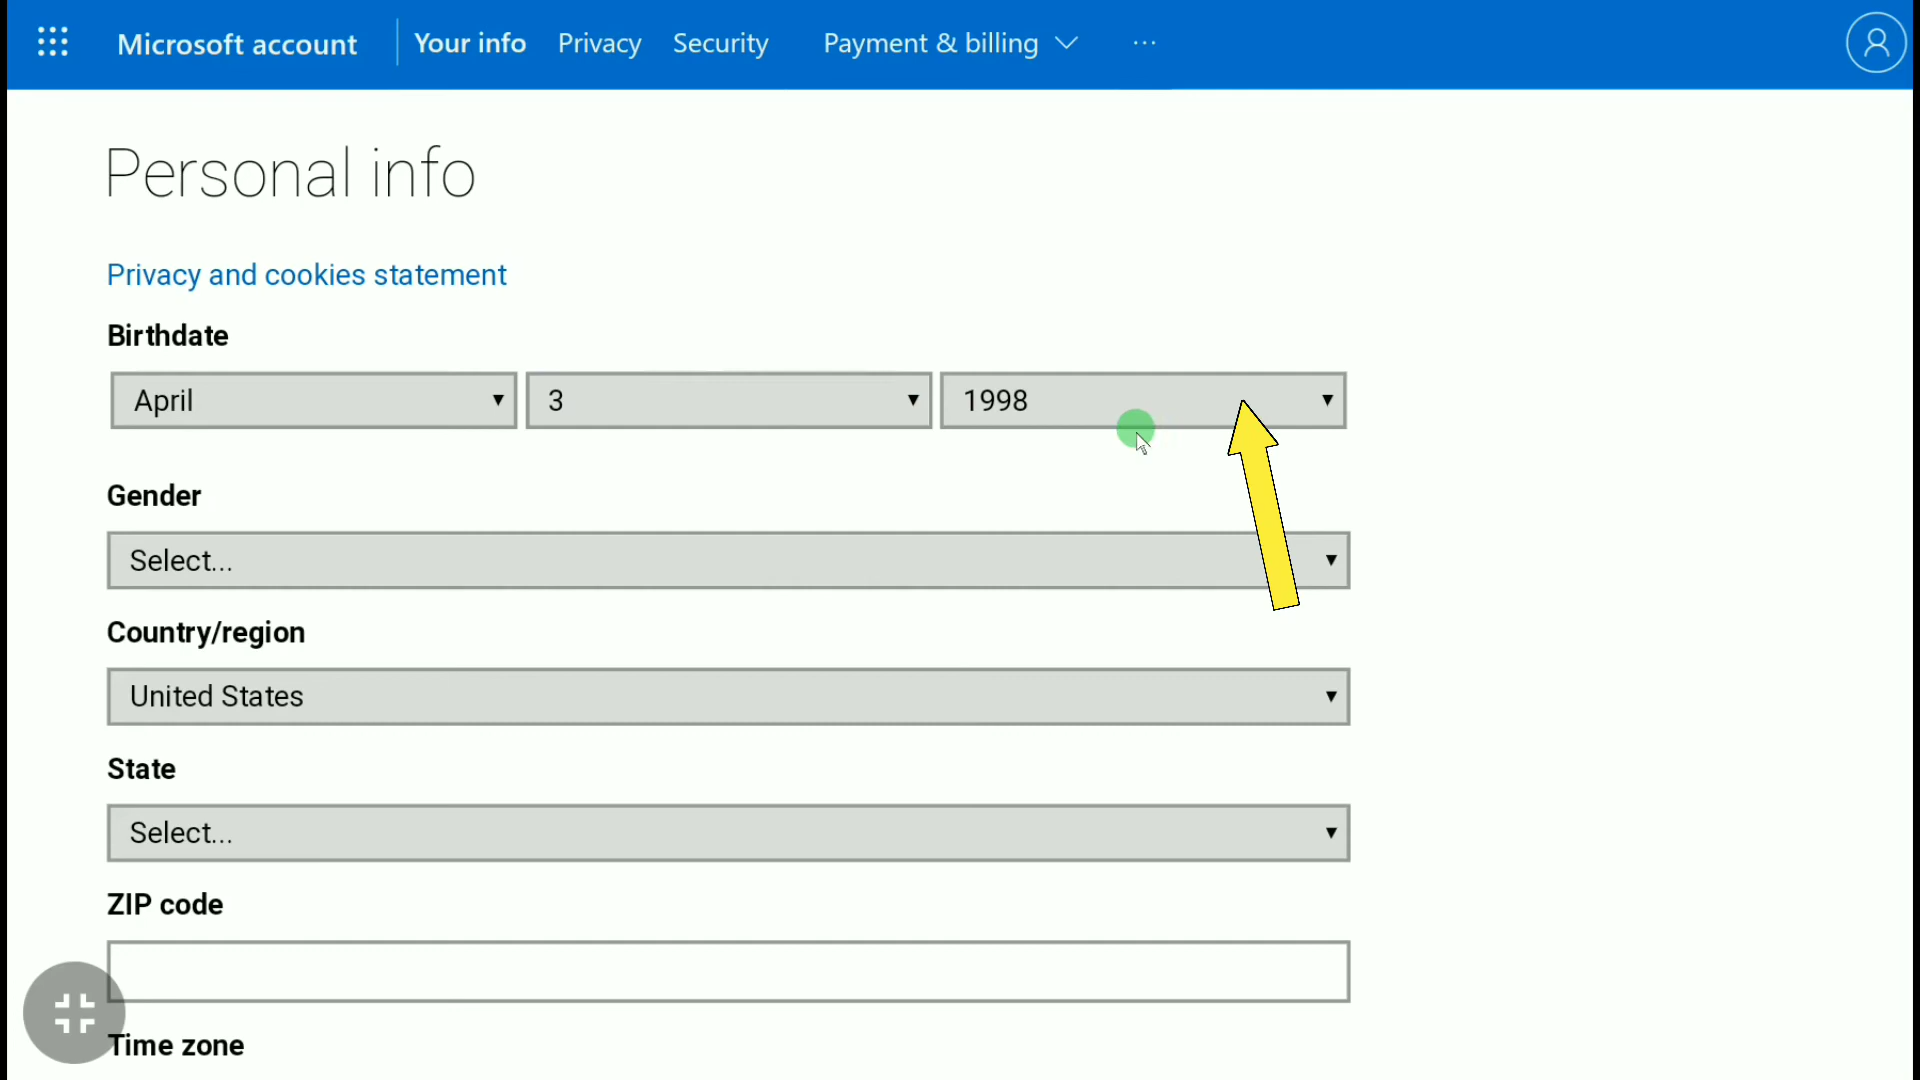 Microsoft account Your info Privacy Security Payment & billing ...
Personal info
Privacy and cookies statement
Birthdate
April 3 1998
Gender
Select...
Country/region
United States
State
Select...
ZIP code
Time zone